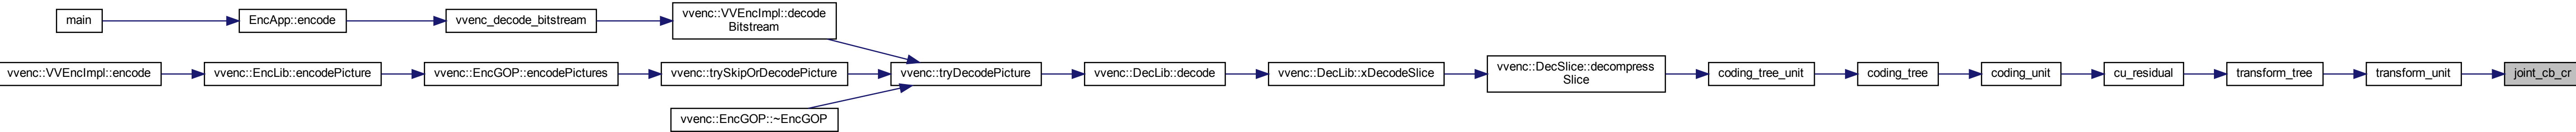 main
EncApp::encode
vvenc_decode_bitstream
vvenc::VVEncImpl::decode
Bitstream
vvenc::VVEncImpl::encode
vvenc::EncLib::encodePicture
vvenc::EncGOP::encodePictures
vvenc::trySkipOrDecodePicture
vvenc::tryDecodePicture
vvenc::DecLib::decode
vvenc::DecLib::xDecodeSlice
vvenc::DecSlice::decompress
Slice
coding_tree_unit
coding_tree
coding_unit
cu_residual
transform_tree
transform_unit
joint_cb_cr
vvenc::EncGOP::~EncGOP